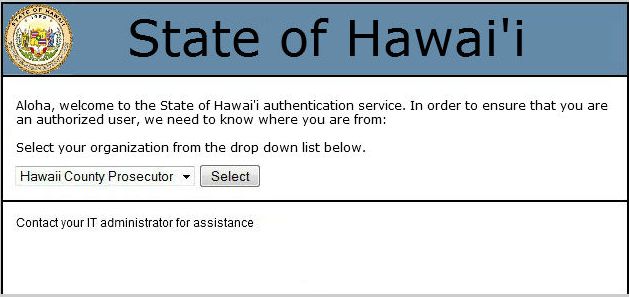 State of Hawai'i
Aloha, welcome to the State of Hawai'i authentication service. In order to ensure that you are
an authorized user, we need to know where you are from:
Select your organization from the drop down list below.
Hawaii County Prosecutor Select
Contact your IT administrator for assistance